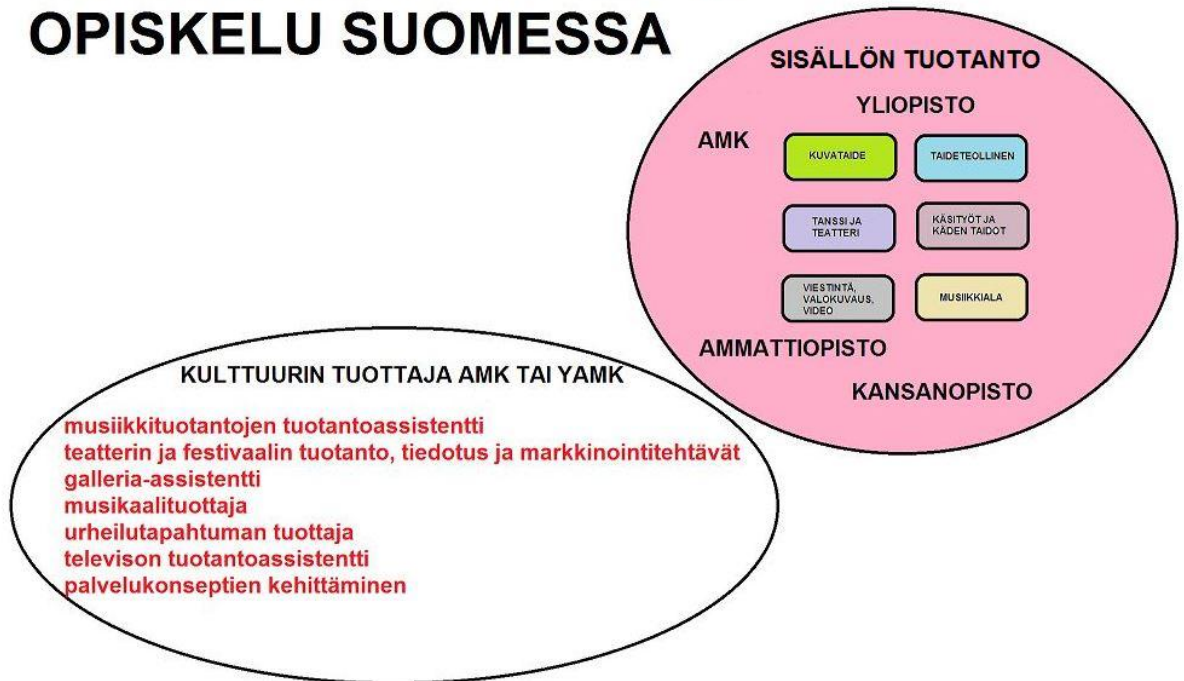 OPISKELU SUOMESSA
SISÄLLÖN TUOTANTO
YLIOPISTO
AMK
KUVATAIDE
TAIDETEOLLINEN
TANSSI JA
TEATTERI
KÄSITYÖT JA
KÄDEN TAIDOT
VIESTINTÄ,
VALOKUVAUS,
VIDEO
MUSIIKKIALA
AMMATTIOPISTO
KANSANOPISTO
KULTTUURIN TUOTTAJA AMK TAI YAMK
musiikkituotantojen tuotantoassistentti
teatterin ja festivaalin tuotanto, tiedotus ja markkinointitehtävät
galleria-assistentti
musikaalituottaja
urheilutapahtuman tuottaja
televison tuotantoassistentti
palvelukonseptien kehittäminen